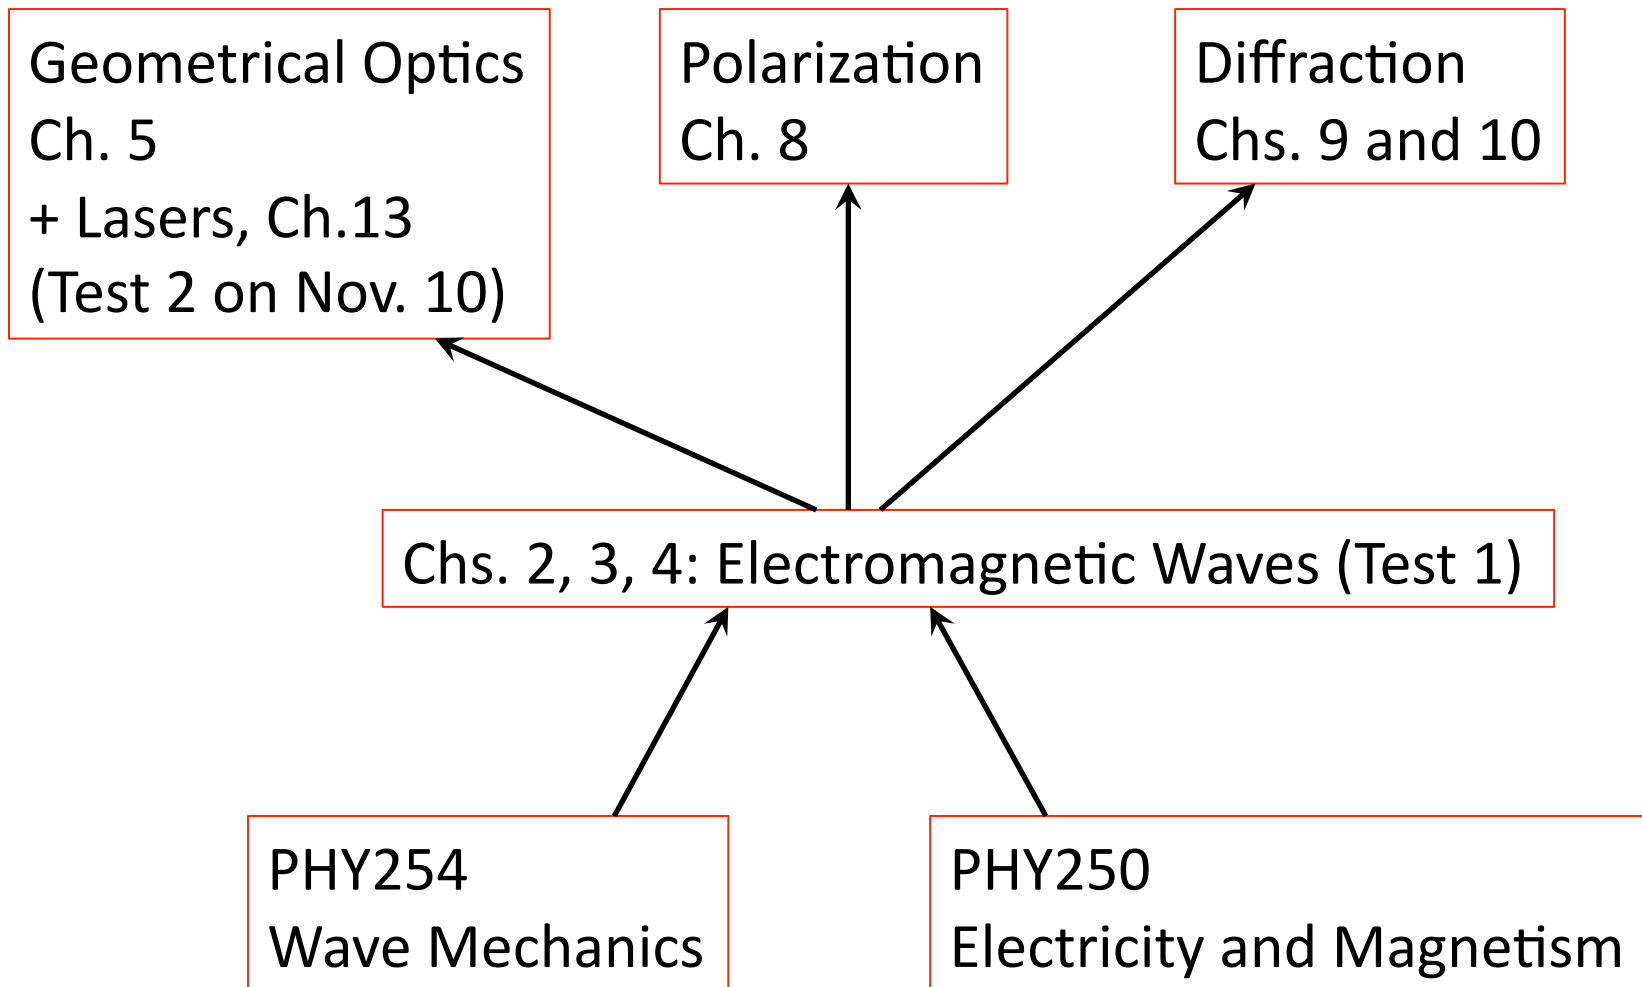 Geometrical Optics
Ch. 5
+ Lasers, Ch.13
(Test 2 on Nov. 10)
Polarization
Ch. 8
Diffraction
Chs. 9 and 10
Chs. 2, 3, 4: Electromagnetic Waves (Test 1)
PHY254
Wave Mechanics
PHY250
Electricity and Magnetism